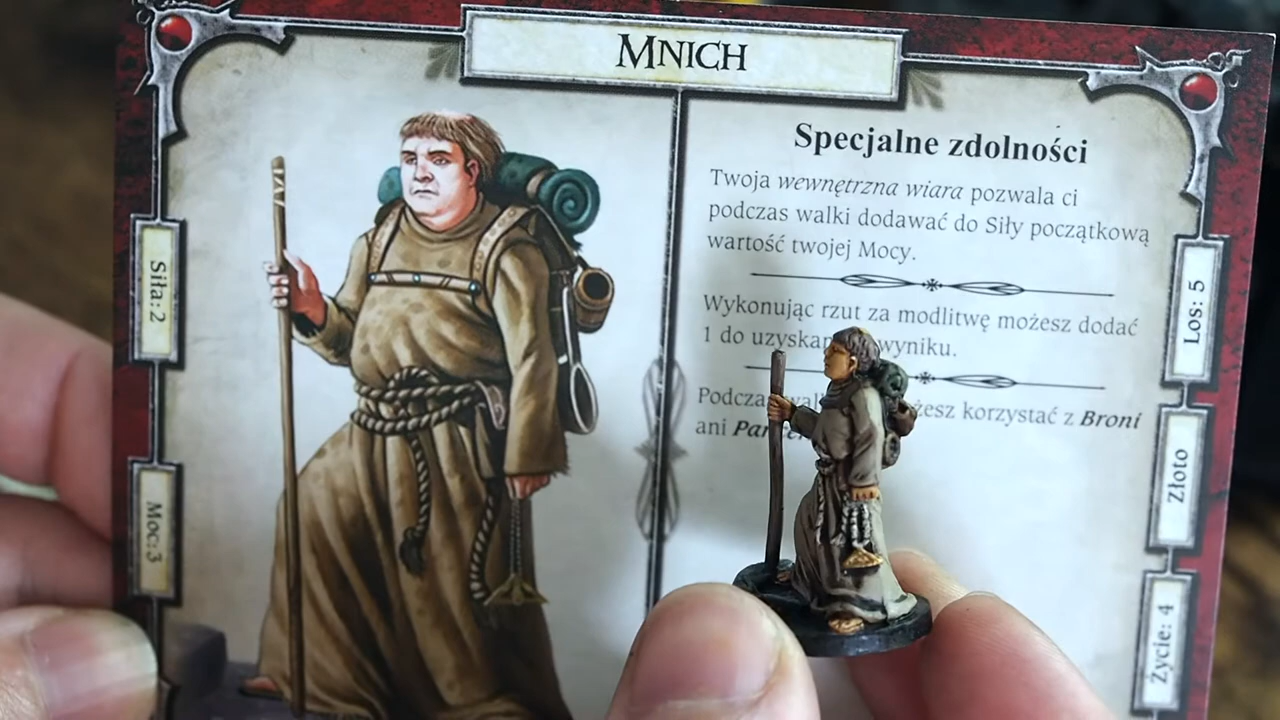 MNICH
Siła: 2
Moc: 3
Specjalne zdolności
Twoja wewnętrzna wiara pozwala ci
podczas walki dodawać do Siły początkową
wartość twojej Mocy.
Wykonując rzut za modlitwę możesz dodać
1 do wyniku.
korzystać z Broni
ani
Los: 5
Złoto
Życie: 4